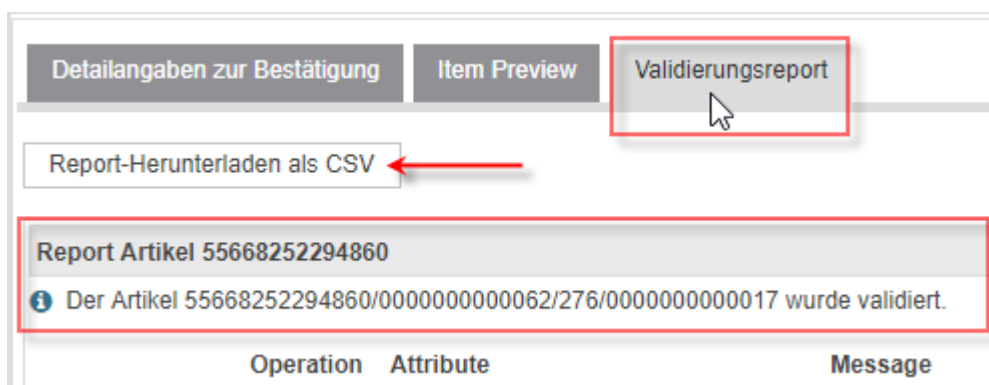 Detailangaben zur Bestätigung Item Preview Validierungsreport
Report-Herunterladen als CSV
Report Artikel 55668252294860
Der Artikel 55668252294860/0000000000062/276/0000000000017 wurde validiert.
Operation Attribute Message